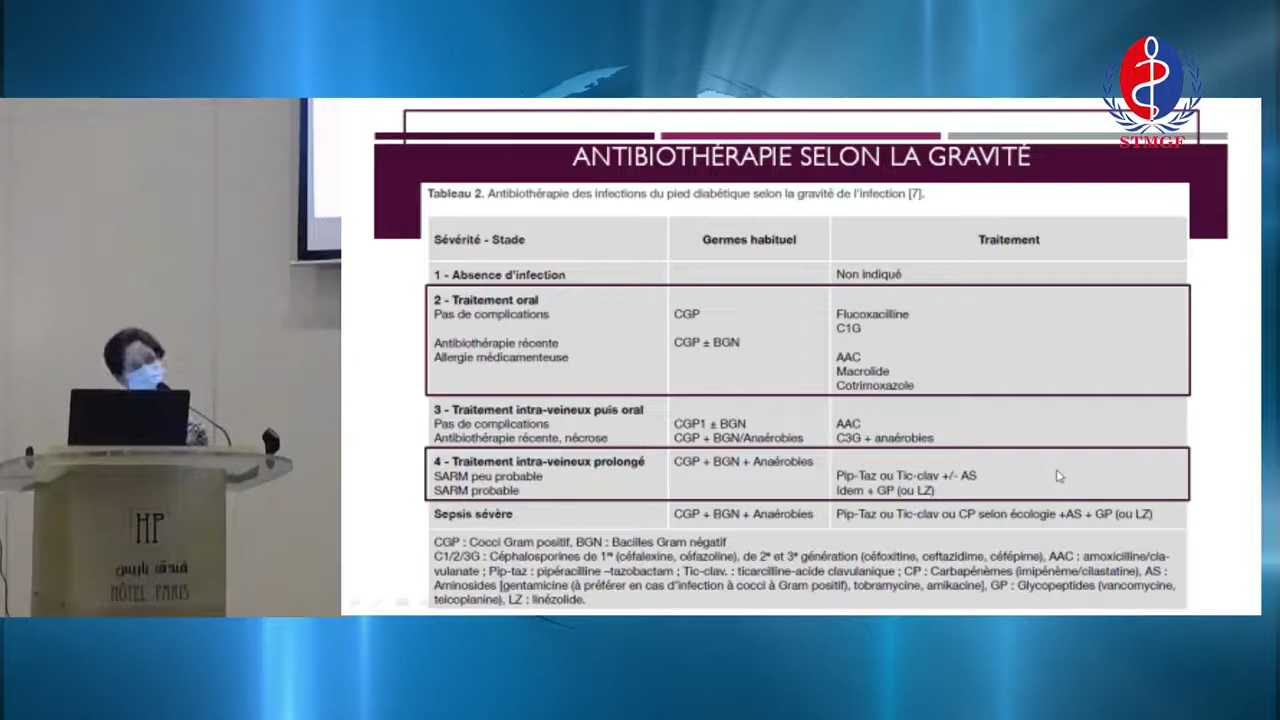 STMGF
ANTIBIOTHÉRAPIE SELON LA GRAVITÉ
Tableau 2. Antibiothérapie des infections du pied diabétique selon la gravité de l'infection [7].
Sévérité - Stade Germes habituel Traitement
1 - Absence d'infection Non indiqué
2 - Traitement oral
Pas de complications CGP Flucoxacilline
C1G
Antibiothérapie récente CGP ± BGN
Allergie médicamenteuse AAC
Macrolide
Cotrimoxazole
3 - Traitement intra-veineux puis oral
Pas de complications CGP1 ± BGN AAC
Antibiothérapie récente, nécrose CGP + BGN/Anaérobies C3G + anaérobies
4 - Traitement intra-veineux prolongé CGP + BGN + Anaérobies
SARM peu probable Pip-Taz ou Tic-clav +/- AS
SARM probable Idem + GP (ou LZ)
Sepsis sévère CGP + BGN + Anaérobies Pip-Taz ou Tic-clav ou CP selon écologie +AS + GP (ou LZ)
CGP : Cocci Gram positif, BGN : Bacilles Gram négatif
C1/2/3G : Céphalosporines de 1re (céfalexine, céfazoline), de 2e et 3e génération (céfoxitine, ceftazidime, céfépime), AAC : amoxicilline/cla-
vulanate ; Pip-taz : pipéracilline –tazobactam ; Tic-clav. : ticarcilline-acide clavulanique ; CP : Carbapénèmes (imipénème/cilastatine), AS :
Aminosides [gentamicine (à préférer en cas d'infection à cocci à Gram positif), tobramycine, amikacine], GP : Glycopeptides (vancomycine,
teicoplanine), LZ : linézolide.
HP
فندق باريس
HÔTEL PARIS